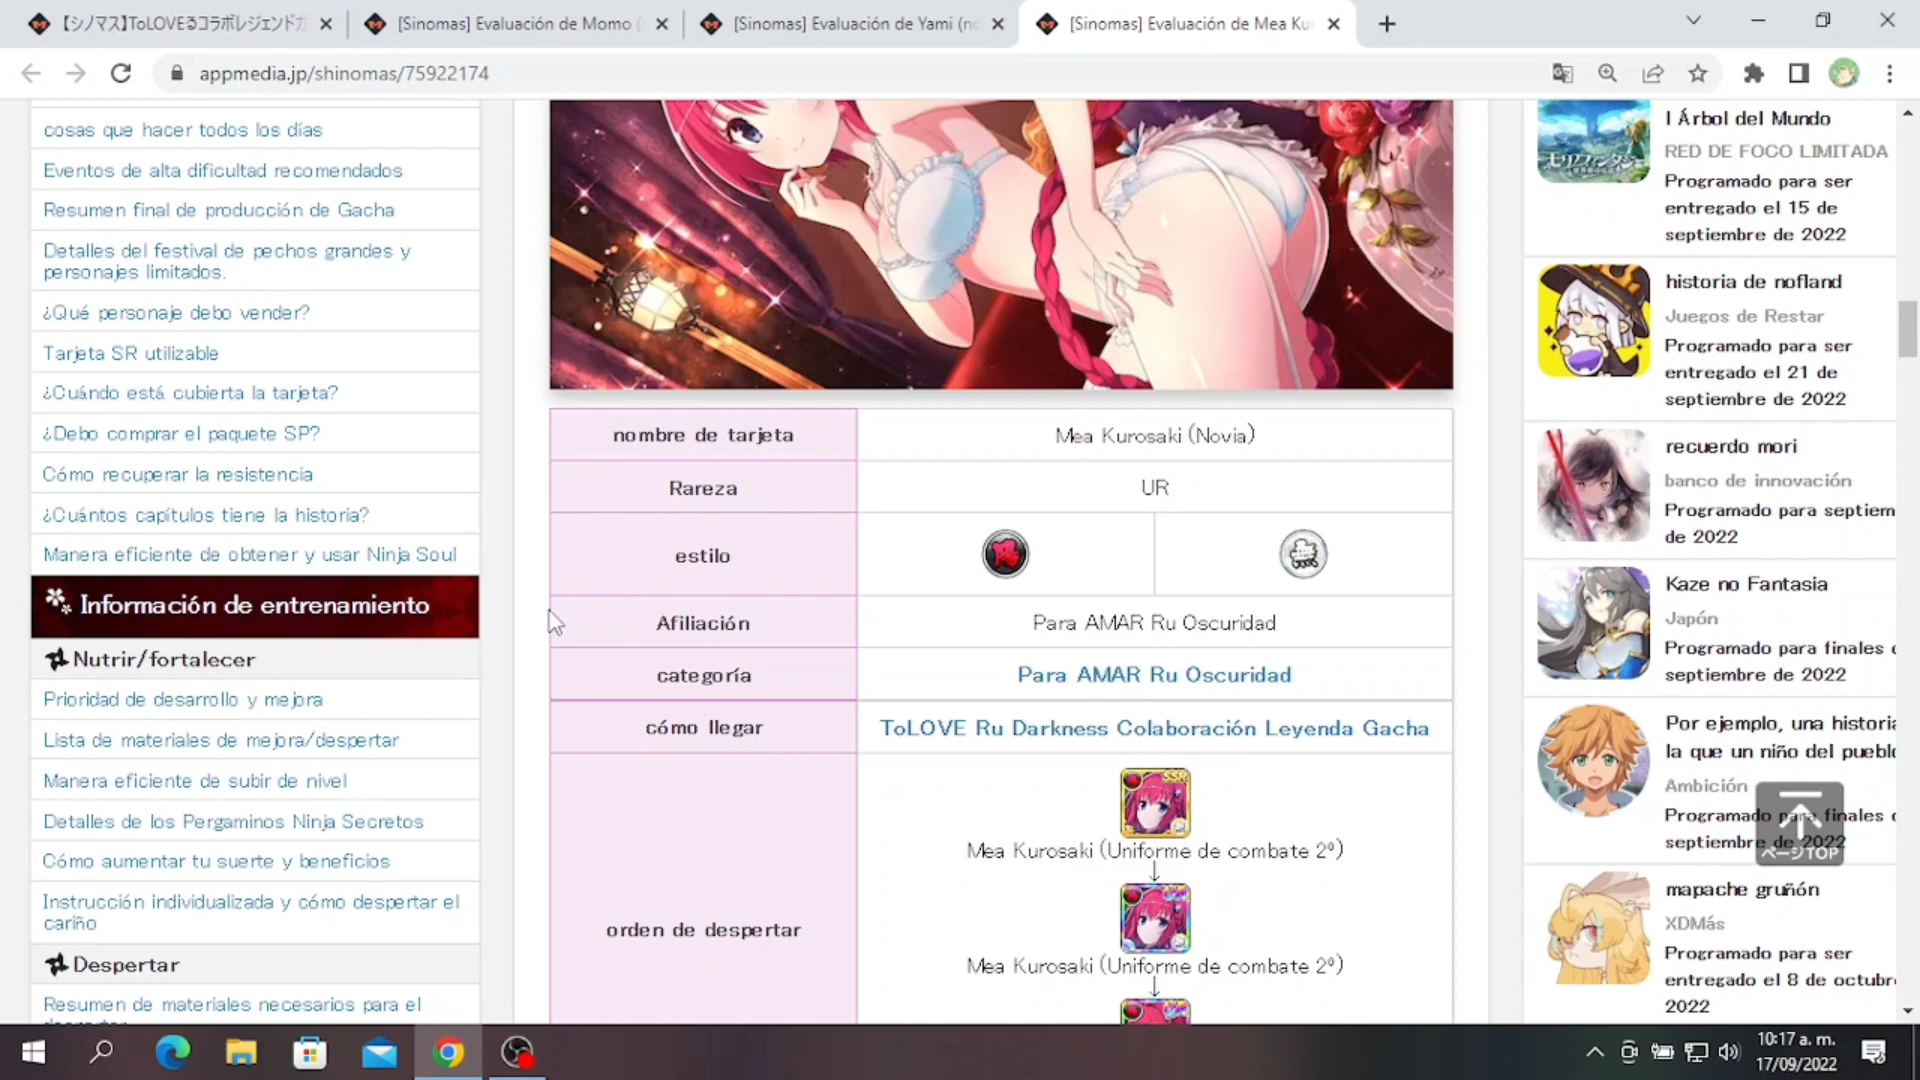 【シノマス】ToLOVEるコラボレジェンドガ
[Sinomas] Evaluación de Momo (
[Sinomas] Evaluación de Yami (no
[Sinomas] Evaluación de Mea Kur
appmedia.jp/shinomas/75922174
cosas que hacer todos los días
Eventos de alta dificultad recomendados
Resumen final de producción de Gacha
Detalles del festival de pechos grandes y
personajes limitados.
¿Qué personaje debo vender?
Tarjeta SR utilizable
¿Cuándo está cubierta la tarjeta?
¿Debo comprar el paquete SP?
Cómo recuperar la resistencia
¿Cuántos capítulos tiene la historia?
Manera eficiente de obtener y usar Ninja Soul
Información de entrenamiento
Nutrir/fortalecer
Prioridad de desarrollo y mejora
Lista de materiales de mejora/despertar
Manera eficiente de subir de nivel
Detalles de los Pergaminos Ninja Secretos
Cómo aumentar tu suerte y beneficios
Instrucción individualizada y cómo despertar el
cariño
Despertar
Resumen de materiales necesarios para el
nombre de tarjeta
Mea Kurosaki (Novia)
Rareza
UR
estilo
陽
Afiliación
Para AMAR Ru Oscuridad
categoría
Para AMAR Ru Oscuridad
cómo llegar
ToLOVE Ru Darkness Colaboración Leyenda Gacha
orden de despertar
SSR
Mea Kurosaki (Uniforme de combate 2º)
↓
Mea Kurosaki (Uniforme de combate 2º)
↓
l Árbol del Mundo
RED DE FOCO LIMITADA
Programado para ser
entregado el 15 de
septiembre de 2022
historia de nofland
Juegos de Restar
Programado para ser
entregado el 21 de
septiembre de 2022
recuerdo mori
banco de innovación
Programado para septiem
de 2022
Kaze no Fantasia
Japón
Programado para finales d
septiembre de 2022
Por ejemplo, una historia
la que un niño del pueblo
Ambición
Programado para finales d
septiembre de 2022
ページTOP
mapache gruñón
XDMás
Programado para ser
entregado el 8 de octubre
2022
10:17 a. m.
17/09/2022